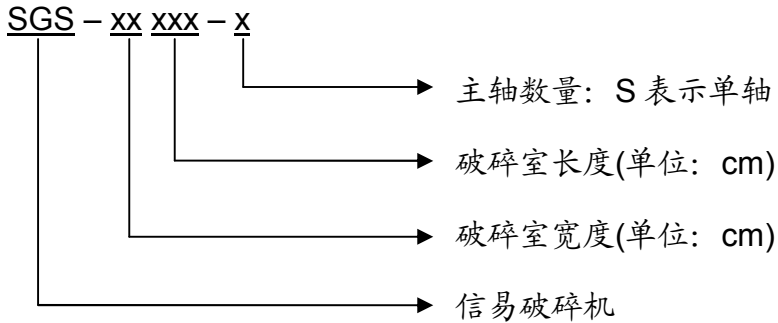 SGS – xx xxx – x
主轴数量： S 表示单轴
破碎室长度(单位： cm)
破碎室宽度(单位： cm)
信易破碎机